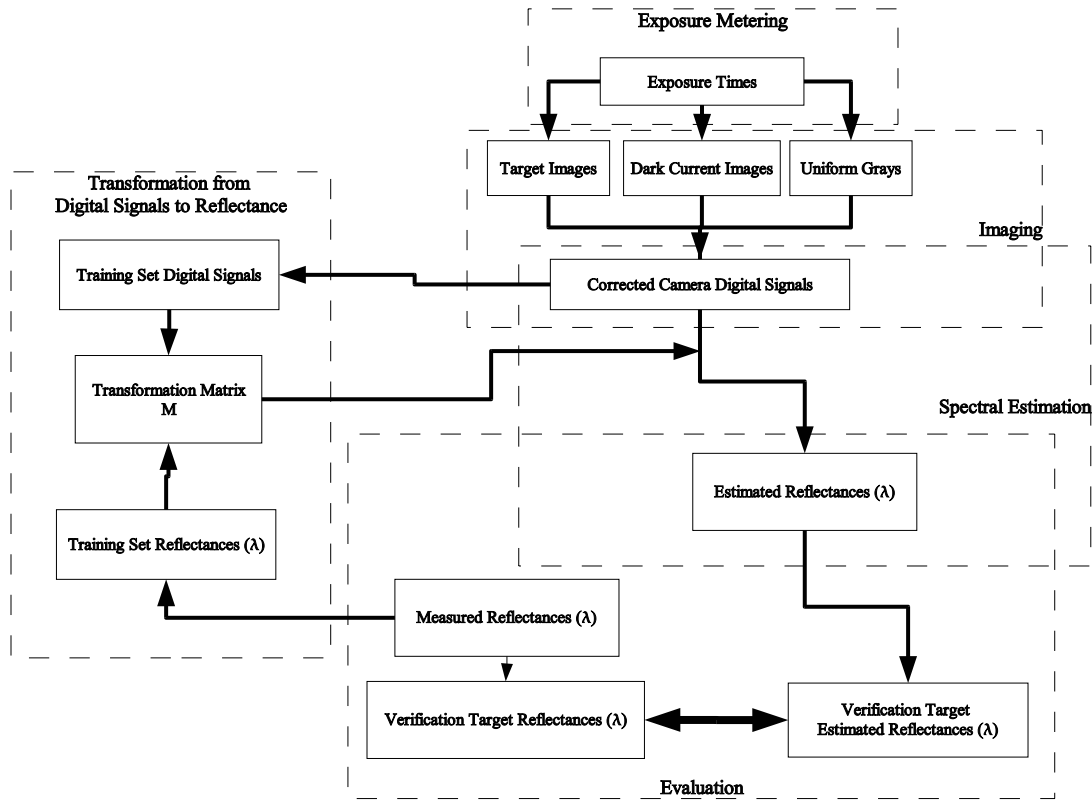 Exposure Metering
Exposure Times
Target Images
Dark Current Images
Uniform Grays
Imaging
Transformation from
Digital Signals to Reflectance
Training Set Digital Signals
Corrected Camera Digital Signals
Transformation Matrix
M
Spectral Estimation
Estimated Reflectances (λ)
Training Set Reflectances (λ)
Measured Reflectances (λ)
Verification Target Reflectances (λ)
Verification Target
Estimated Reflectances (λ)
Evaluation